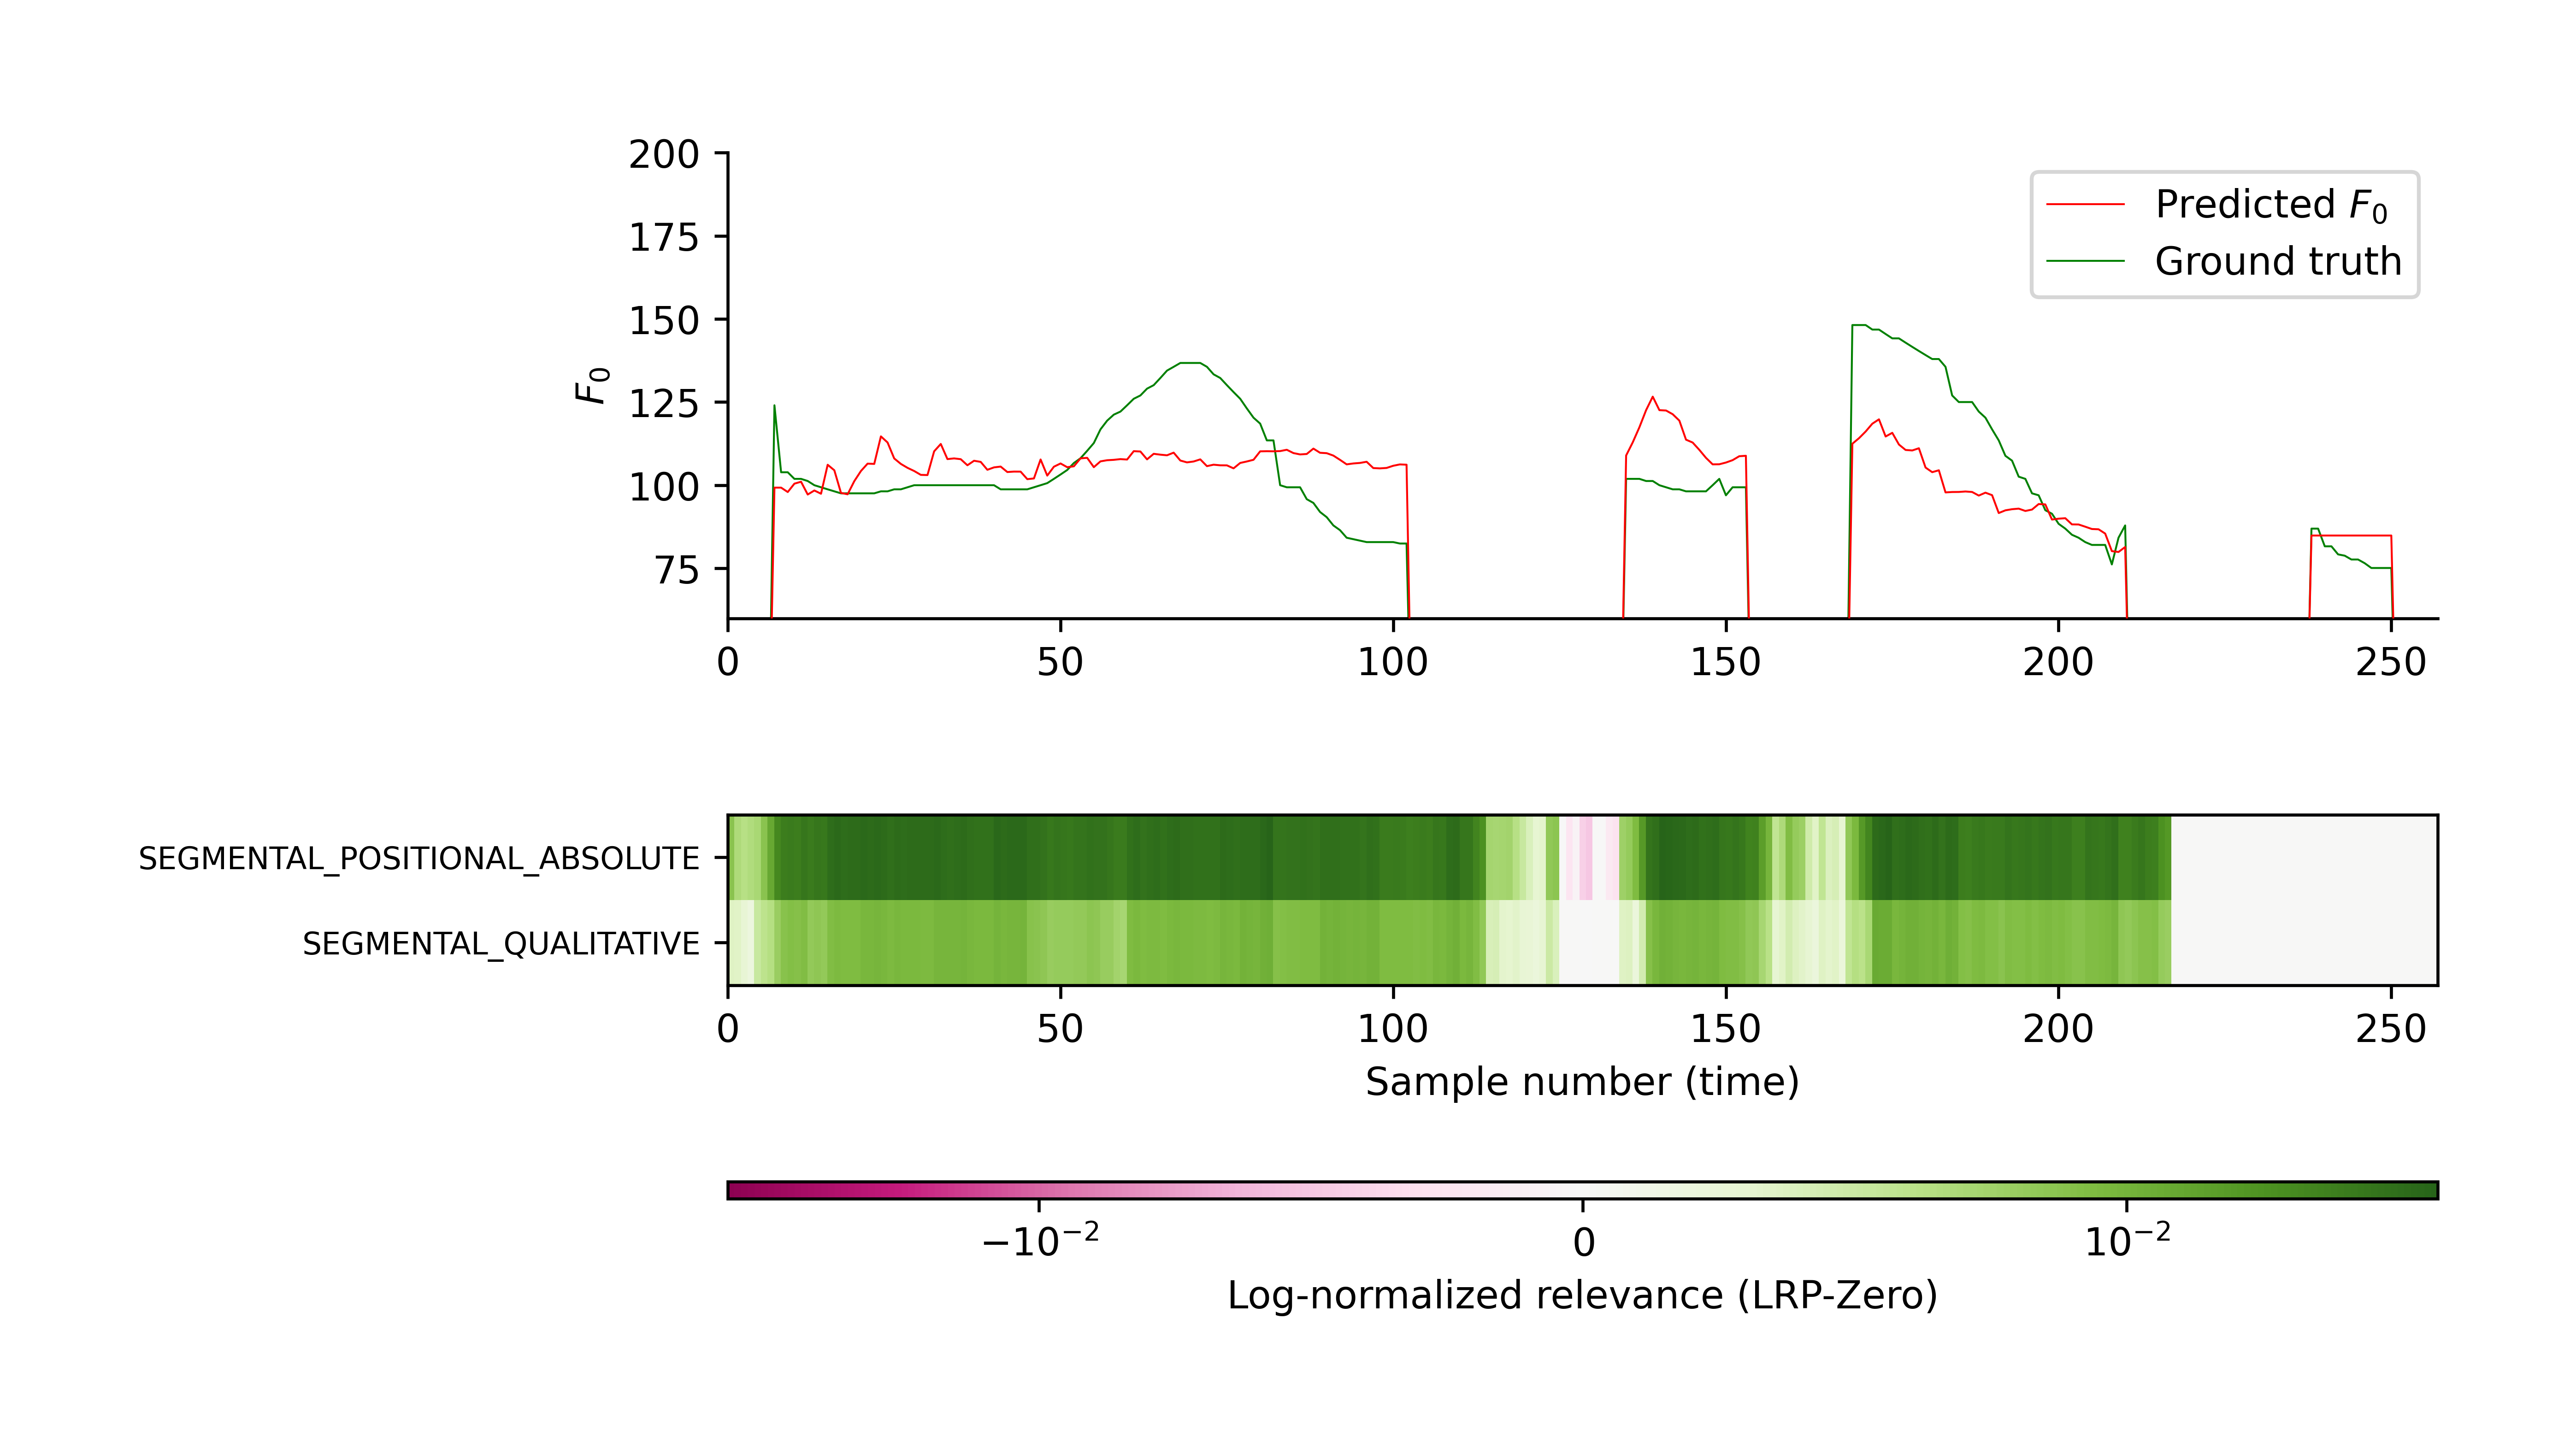 200
175
150
125
100
75
F₀
Predicted F₀
Ground truth
0 50 100 150 200 250
SEGMENTAL_POSITIONAL_ABSOLUTE
SEGMENTAL_QUALITATIVE
0 50 100 150 200 250
Sample number (time)
−10⁻² 0 10⁻²
Log-normalized relevance (LRP-Zero)